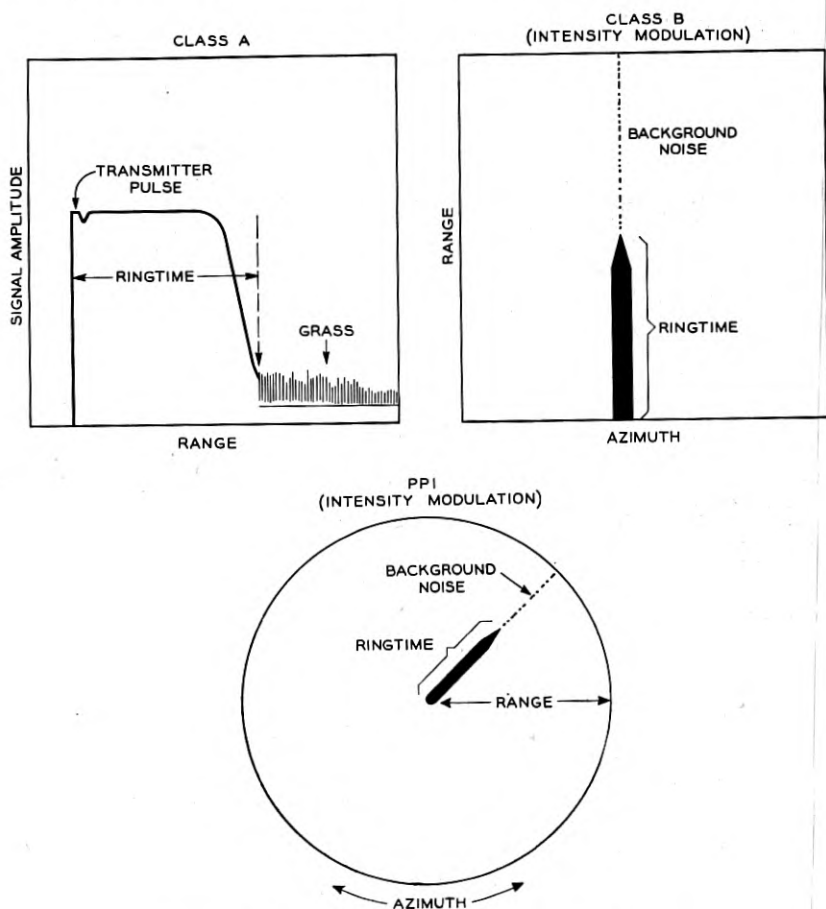 CLASS A
SIGNAL AMPLITUDE
TRANSMITTER
PULSE
RINGTIME
GRASS
RANGE
CLASS B
(INTENSITY MODULATION)
RANGE
BACKGROUND
NOISE
RINGTIME
AZIMUTH
PPI
(INTENSITY MODULATION)
BACKGROUND
NOISE
RINGTIME
RANGE
AZIMUTH